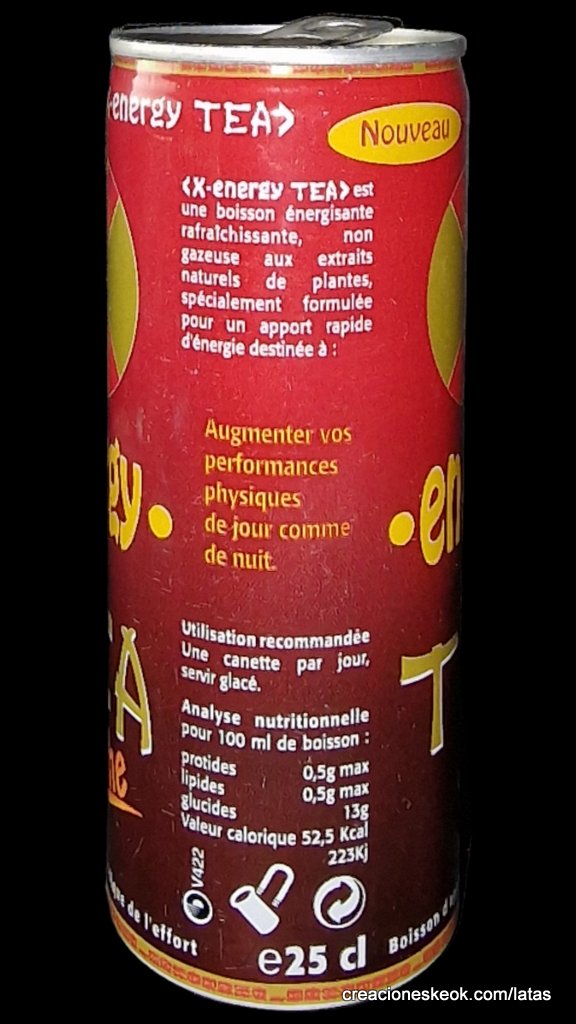 -energy TEA>
Nouveau
<X-energy TEA> est
une boisson énergisante
rafraîchissante, non
gazeuse aux extraits
naturels de plantes,
spécialement formulée
pour un apport rapide
d'énergie destinée à :
Augmenter vos
performances
physiques
de jour comme
de nuit.
gy
en
Utilisation recommandée
Une canette par jour,
servir glacé.
EA
T
Analyse nutritionnelle
pour 100 ml de boisson :
protides 0,5g max
lipides 0,5g max
glucides 13g
Valeur calorique 52,5 Kcal
223Kj
V422
de l'effort
Boisson
e25 cl
creacioneskeok.com/latas